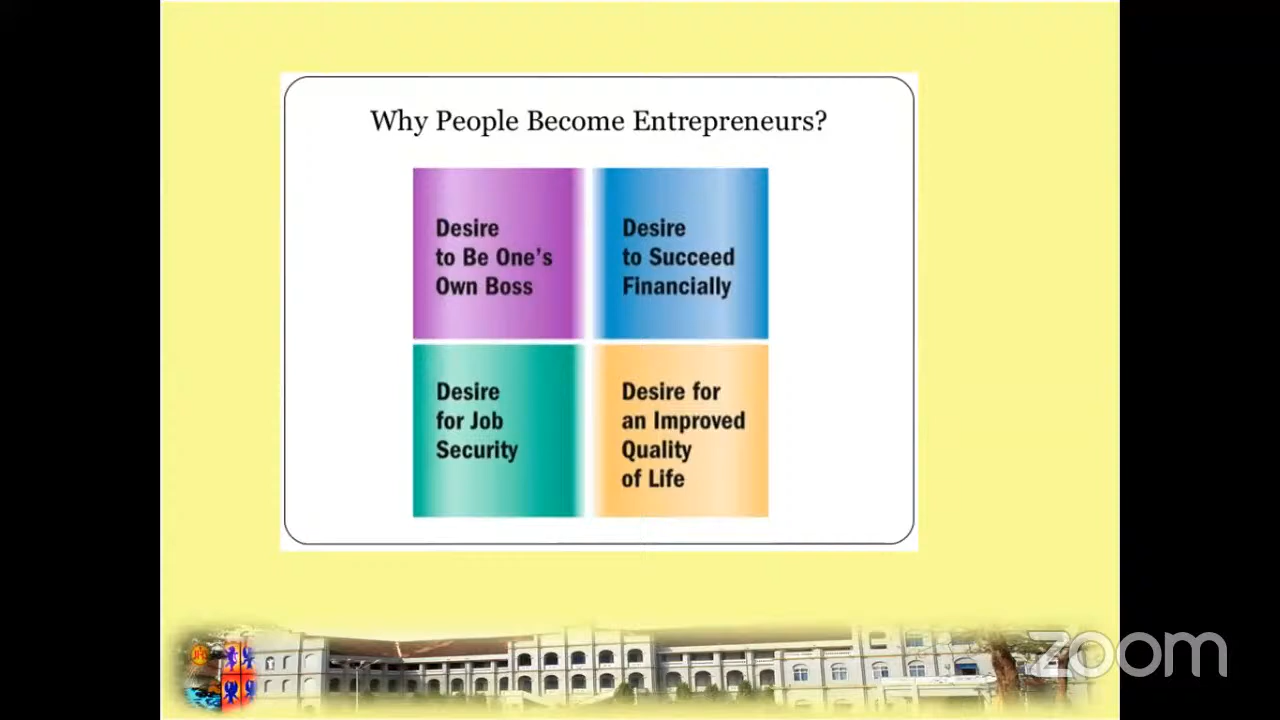 Why People Become Entrepreneurs?
Desire
to Be One's
Own Boss
Desire
to Succeed
Financially
Desire
for Job
Security
Desire for
an Improved
Quality
of Life
zoom